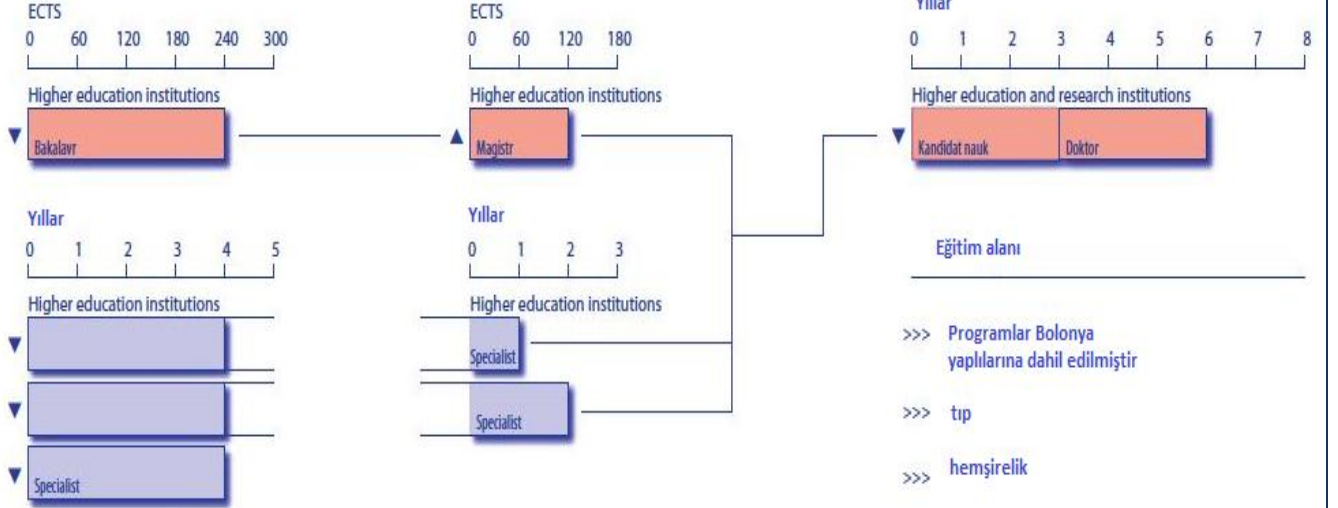 ECTS
0 60 120 180 240 300
Higher education institutions
Bakalavr
ECTS
0 60 120 180
Higher education institutions
Magistr
Yıllar
0 1 2 3 4 5 6 7 8
Higher education and research institutions
Kandidat nauk Doktor
Yıllar
0 1 2 3 4 5
Higher education institutions
Specialist
Yıllar
0 1 2 3
Higher education institutions
Specialist
Specialist
Eğitim alanı
>>> Programlar Bolonya
yaplılarına dahil edilmiştir
>>> tıp
>>> hemşirelik